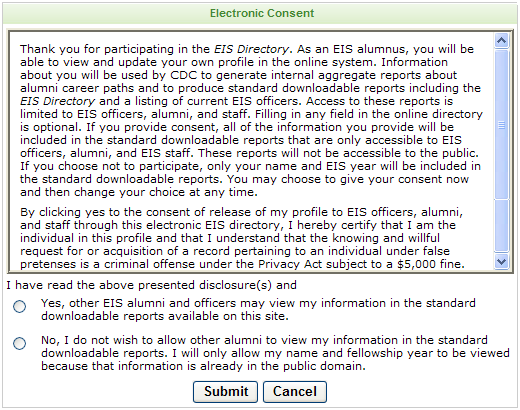 Electronic Consent
Thank you for participating in the EIS Directory. As an EIS alumnus, you will be
able to view and update your own profile in the online system. Information
about you will be used by CDC to generate internal aggregate reports about
alumni career paths and to produce standard downloadable reports including the
EIS Directory and a listing of current EIS officers. Access to these reports is
limited to EIS officers, alumni, and staff. Filling in any field in the online directory
is optional. If you provide consent, all of the information you provide will be
included in the standard downloadable reports that are only accessible to EIS
officers, alumni, and EIS staff. These reports will not be accessible to the public.
If you choose not to participate, only your name and EIS year will be included in
the standard downloadable reports. You may choose to give your consent now
and then change your choice at any time.
By clicking yes to the consent of release of my profile to EIS officers, alumni,
and staff through this electronic EIS directory, I hereby certify that I am the
individual in this profile and that I understand that the knowing and willful
request for or acquisition of a record pertaining to an individual under false
pretenses is a criminal offense under the Privacy Act subject to a $5,000 fine.
I have read the above presented disclosure(s) and
Yes, other EIS alumni and officers may view my information in the standard
downloadable reports available on this site.
No, I do not wish to allow other alumni to view my information in the standard
downloadable reports. I will only allow my name and fellowship year to be viewed
because that information is already in the public domain.
Submit Cancel